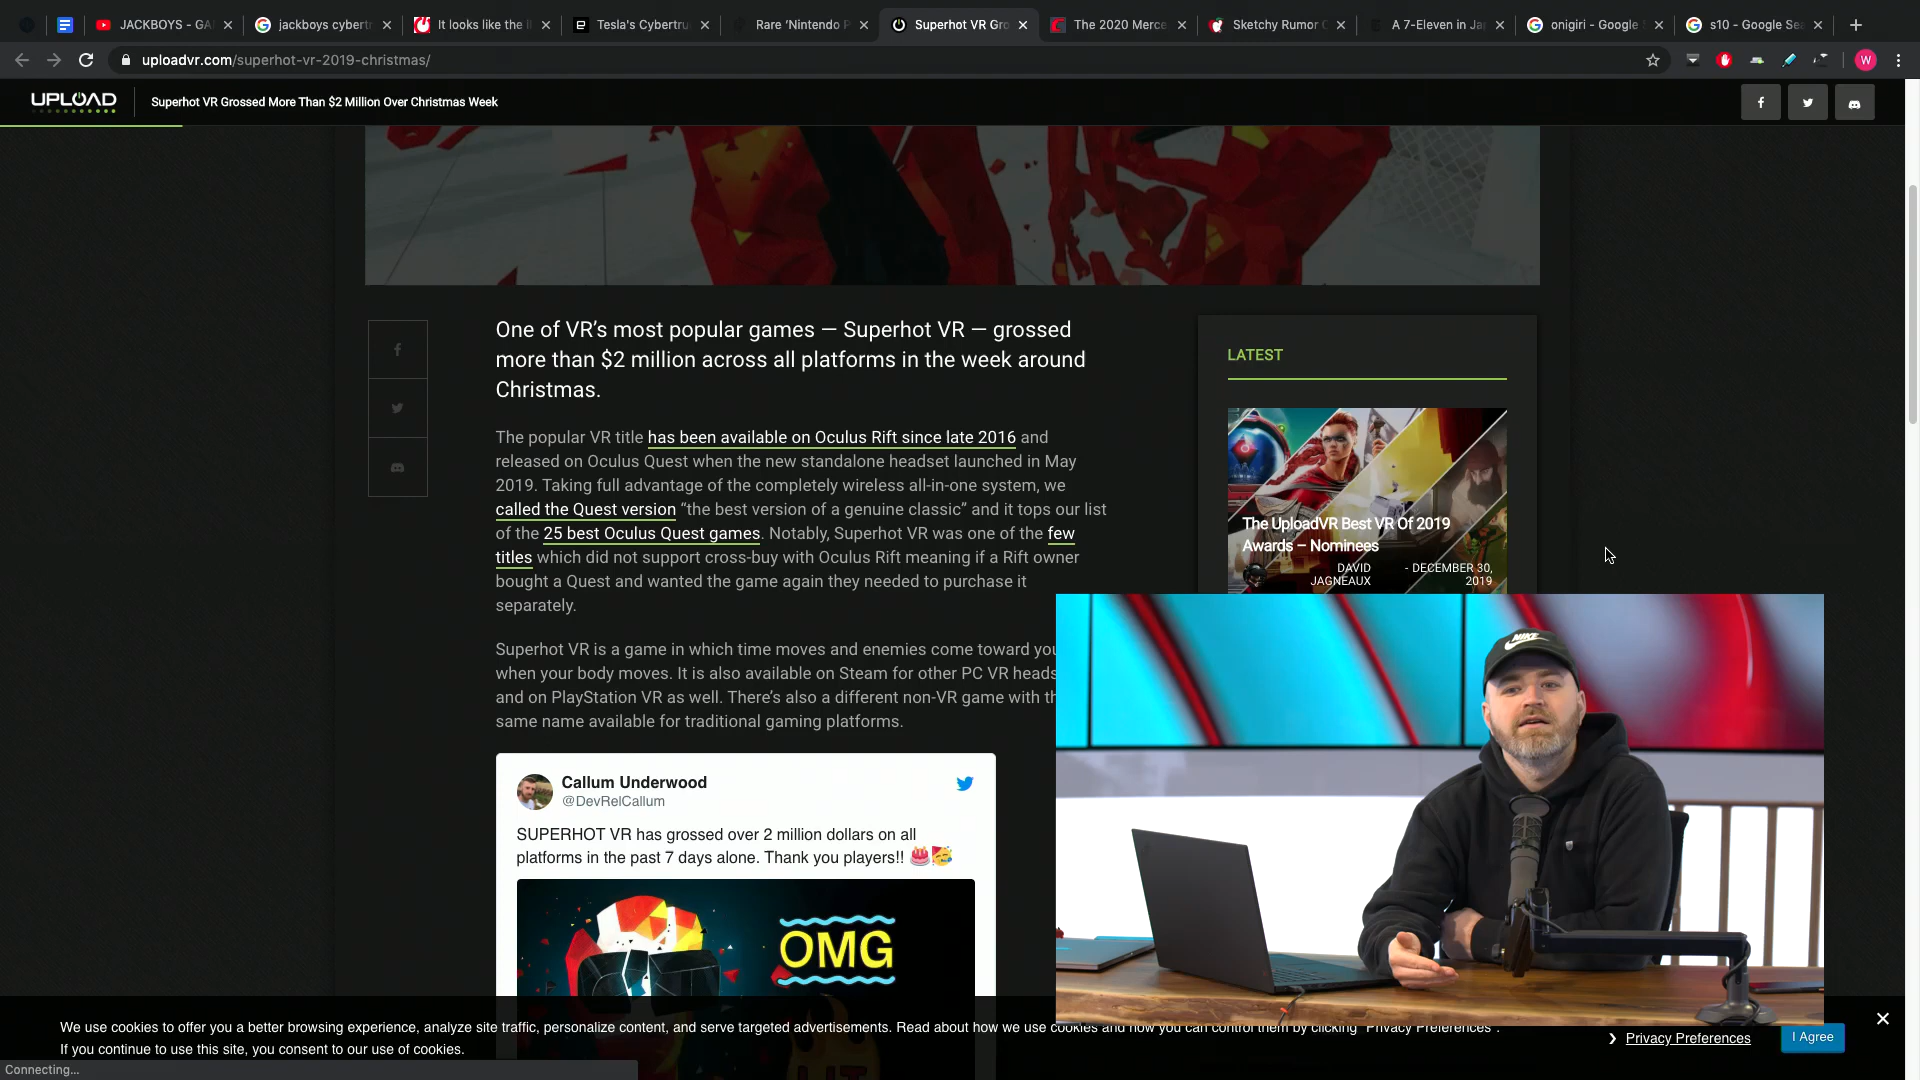 JACKBOYS - GA
jackboys cybertr
It looks like the i
Tesla's Cybertru
Rare ‘Nintendo P
Superhot VR Gro
The 2020 Merce
Sketchy Rumor C
A 7-Eleven in Ja
onigiri - Google S
s10 - Google Sea
uploadvr.com/superhot-vr-2019-christmas/
W
UPLOAD
Superhot VR Grossed More Than $2 Million Over Christmas Week
One of VR’s most popular games — Superhot VR — grossed
more than $2 million across all platforms in the week around
Christmas.
The popular VR title has been available on Oculus Rift since late 2016 and
released on Oculus Quest when the new standalone headset launched in May
2019. Taking full advantage of the completely wireless all-in-one system, we
called the Quest version “the best version of a genuine classic” and it tops our list
of the 25 best Oculus Quest games. Notably, Superhot VR was one of the few
titles which did not support cross-buy with Oculus Rift meaning if a Rift owner
bought a Quest and wanted the game again they needed to purchase it
separately.
Superhot VR is a game in which time moves and enemies come toward you
when your body moves. It is also available on Steam for other PC VR heads
and on PlayStation VR as well. There’s also a different non-VR game with th
same name available for traditional gaming platforms.
Callum Underwood
@DevRelCallum
SUPERHOT VR has grossed over 2 million dollars on all
platforms in the past 7 days alone. Thank you players!! 🎂🥳
OMG
LIT
LATEST
The UploadVR Best VR Of 2019
Awards – Nominees
DAVID JAGNEAUX - DECEMBER 30, 2019
NIKE
We use cookies to offer you a better browsing experience, analyze site traffic, personalize content, and serve targeted advertisements. Read about how we use cookies and how you can control them by clicking "Privacy Preferences".
If you continue to use this site, you consent to our use of cookies.
Privacy Preferences
I Agree
Connecting...